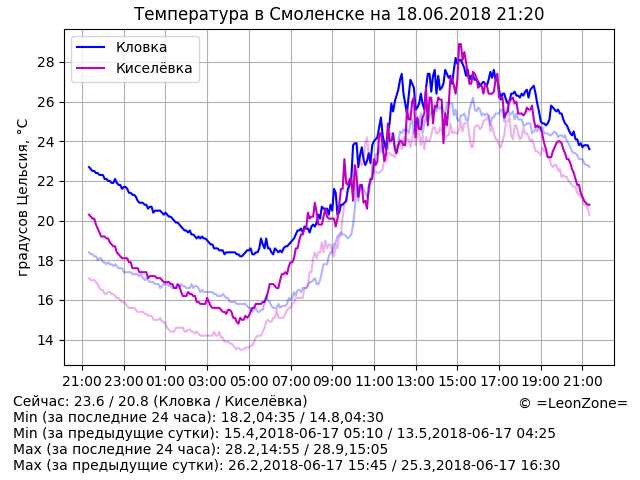 Температура в Смоленске на 18.06.2018 21:20
Кловка
Киселёвка
градусов Цельсия, °C
28
26
24
22
20
18
16
14
21:00 23:00 01:00 03:00 05:00 07:00 09:00 11:00 13:00 15:00 17:00 19:00 21:00
Сейчас: 23.6 / 20.8 (Кловка / Киселёвка)
© =LeonZone=
Min (за последние 24 часа): 18.2,04:35 / 14.8,04:30
Min (за предыдущие сутки): 15.4,2018-06-17 05:10 / 13.5,2018-06-17 04:25
Max (за последние 24 часа): 28.2,14:55 / 28.9,15:05
Max (за предыдущие сутки): 26.2,2018-06-17 15:45 / 25.3,2018-06-17 16:30